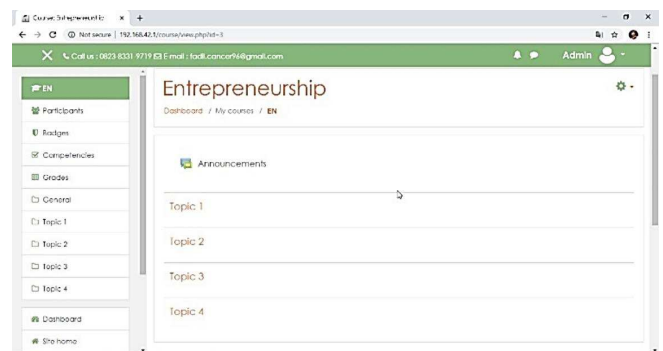 Course: Entrepreneurship
Not secure | 192.168.42.1/course/view.php?id=3
Call us : 0823 8331 9719 E-mail : fadli.cancer96@gmail.com
Admin
EN
Participants
Badges
Competencies
Grades
General
Topic 1
Topic 2
Topic 3
Topic 4
Dashboard
Site home
Entrepreneurship
Dashboard / My courses / EN
Announcements
Topic 1
Topic 2
Topic 3
Topic 4